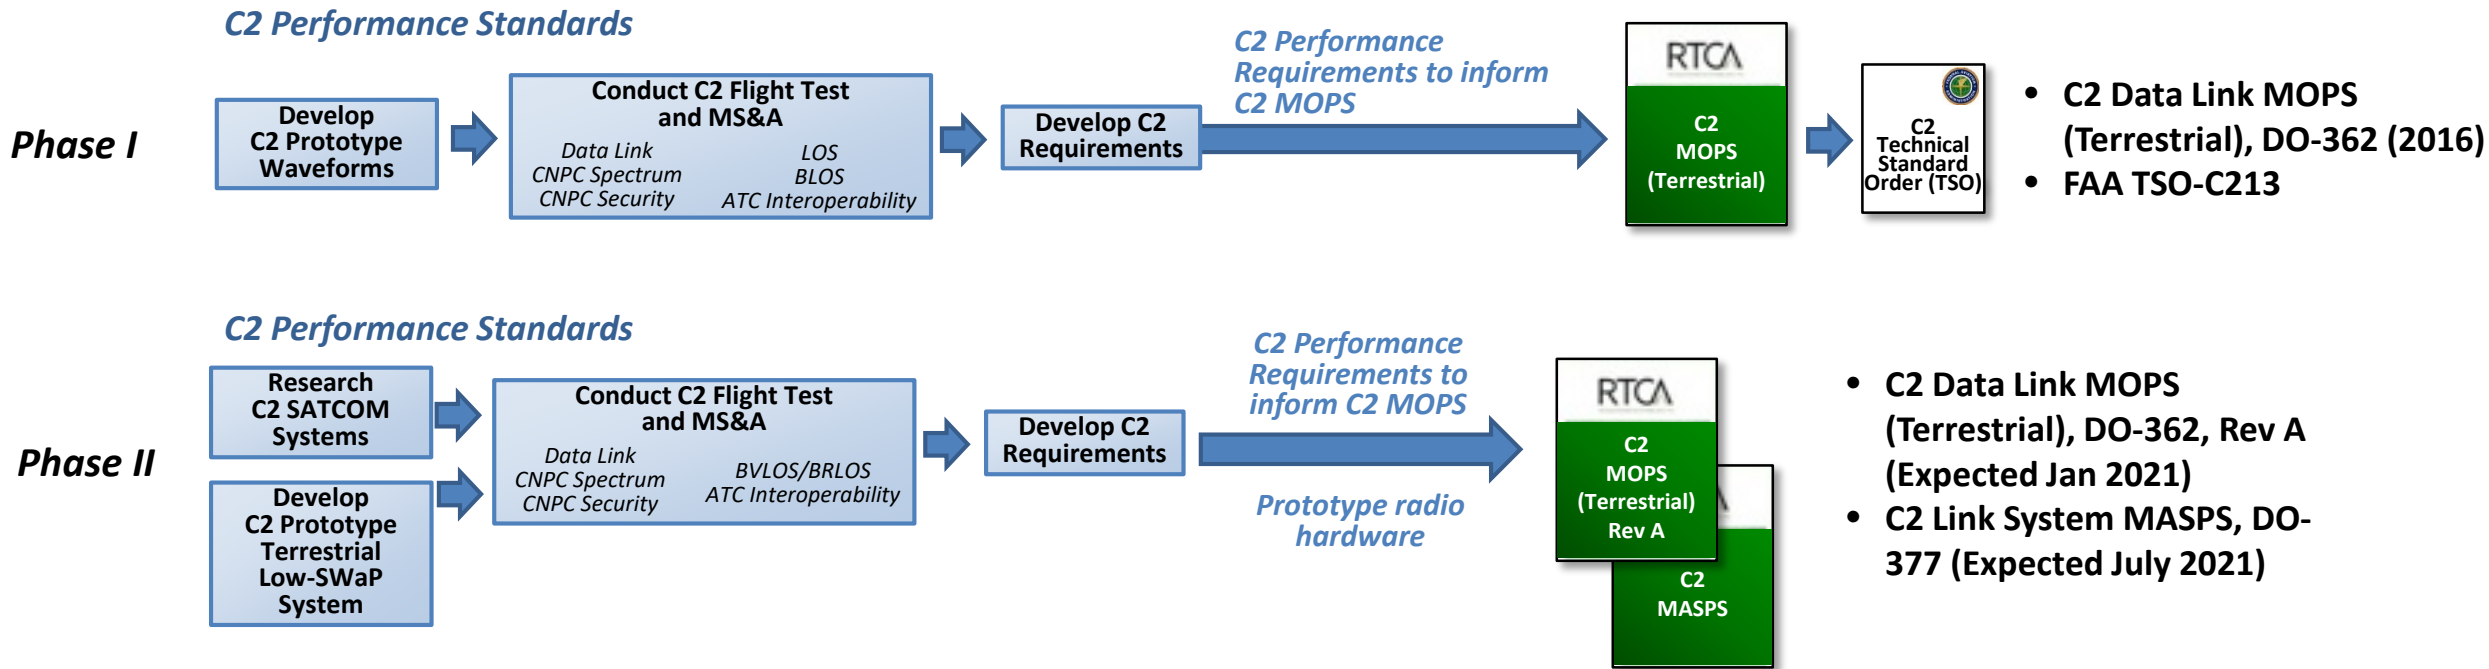 C2 Performance Standards
Phase I
Develop
C2 Prototype
Waveforms
Conduct C2 Flight Test
and MS&A
Data Link
CNPC Spectrum
CNPC Security
LOS
BLOS
ATC Interoperability
Develop C2
Requirements
C2 Performance
Requirements to inform
C2 MOPS
RTCA
C2
MOPS
(Terrestrial)
C2
Technical
Standard
Order (TSO)
• C2 Data Link MOPS
(Terrestrial), DO-362 (2016)
• FAA TSO-C213
C2 Performance Standards
Phase II
Research
C2 SATCOM
Systems
Develop
C2 Prototype
Terrestrial
Low-SWaP
System
Conduct C2 Flight Test
and MS&A
Data Link
CNPC Spectrum
CNPC Security
BVLOS/BRLOS
ATC Interoperability
Develop C2
Requirements
C2 Performance
Requirements to
inform C2 MOPS
Prototype radio
hardware
RTCA
C2
MOPS
(Terrestrial)
Rev A
C2
MASPS
• C2 Data Link MOPS
(Terrestrial), DO-362, Rev A
(Expected Jan 2021)
• C2 Link System MASPS, DO-
377 (Expected July 2021)